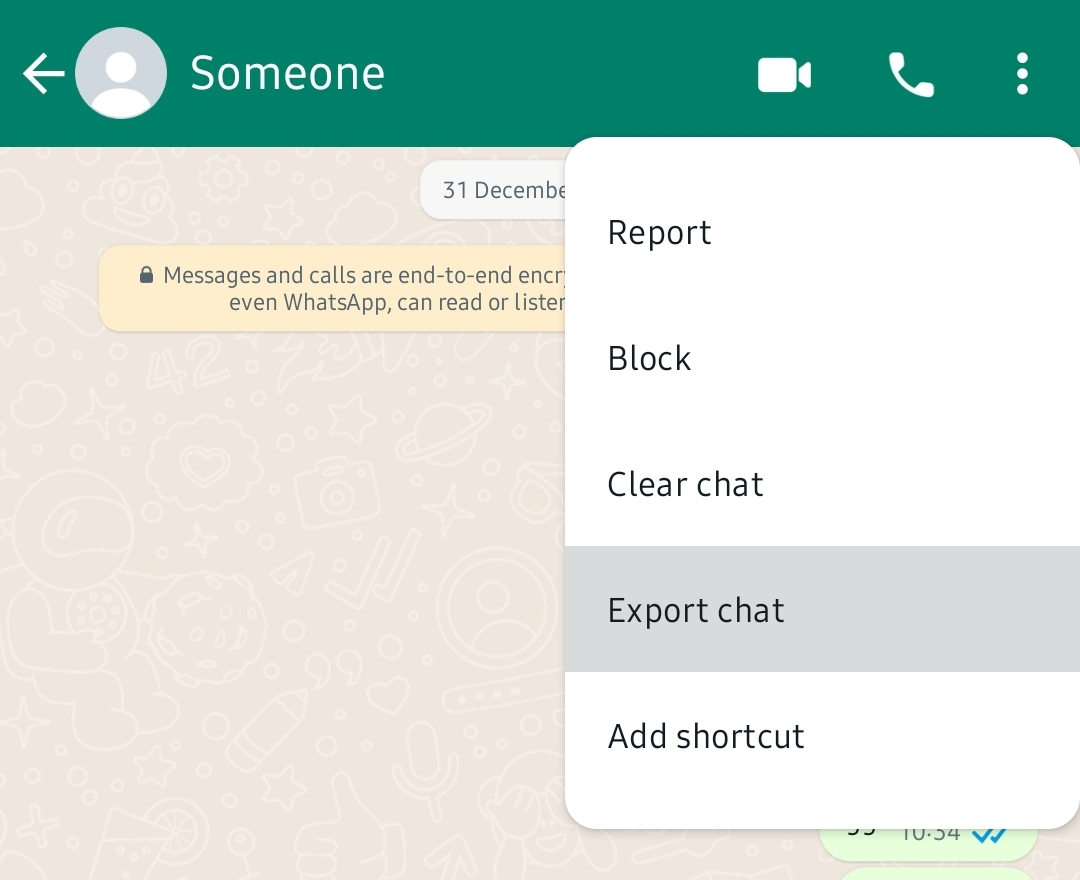 Someone
31 Decembe
Messages and calls are end-to-end encr
even WhatsApp, can read or lister
Report
Block
Clear chat
Export chat
Add shortcut
10:34